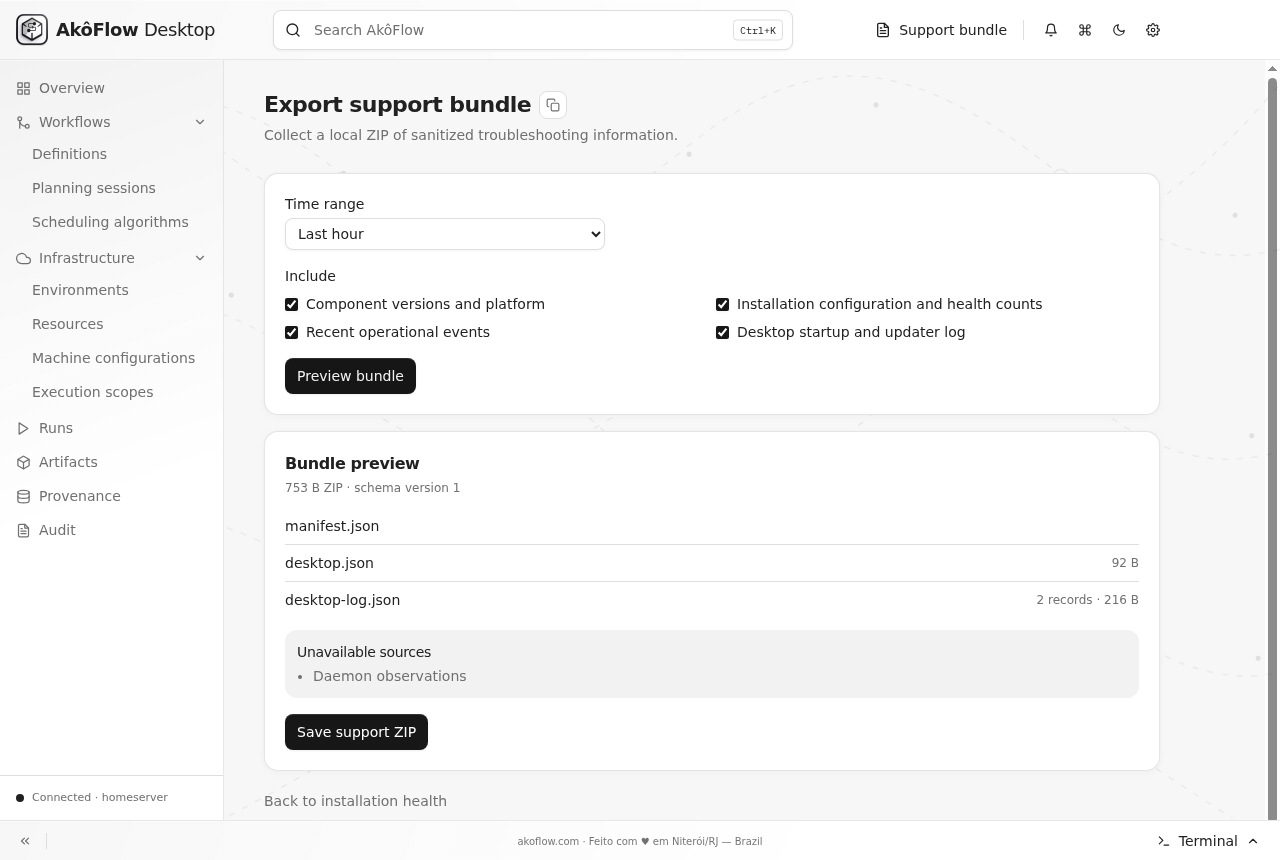 AkôFlow Desktop
Search AkôFlow
Ctrl+K
Support bundle
Overview
Workflows
Definitions
Planning sessions
Scheduling algorithms
Infrastructure
Environments
Resources
Machine configurations
Execution scopes
Runs
Artifacts
Provenance
Audit
Connected · homeserver
Export support bundle
Collect a local ZIP of sanitized troubleshooting information.
Time range
Last hour
Include
Component versions and platform
Installation configuration and health counts
Recent operational events
Desktop startup and updater log
Preview bundle
Bundle preview
753 B ZIP · schema version 1
manifest.json
desktop.json 92 B
desktop-log.json 2 records · 216 B
Unavailable sources
• Daemon observations
Save support ZIP
Back to installation health
akoflow.com · Feito com ♥ em Niterói/RJ — Brazil
Terminal